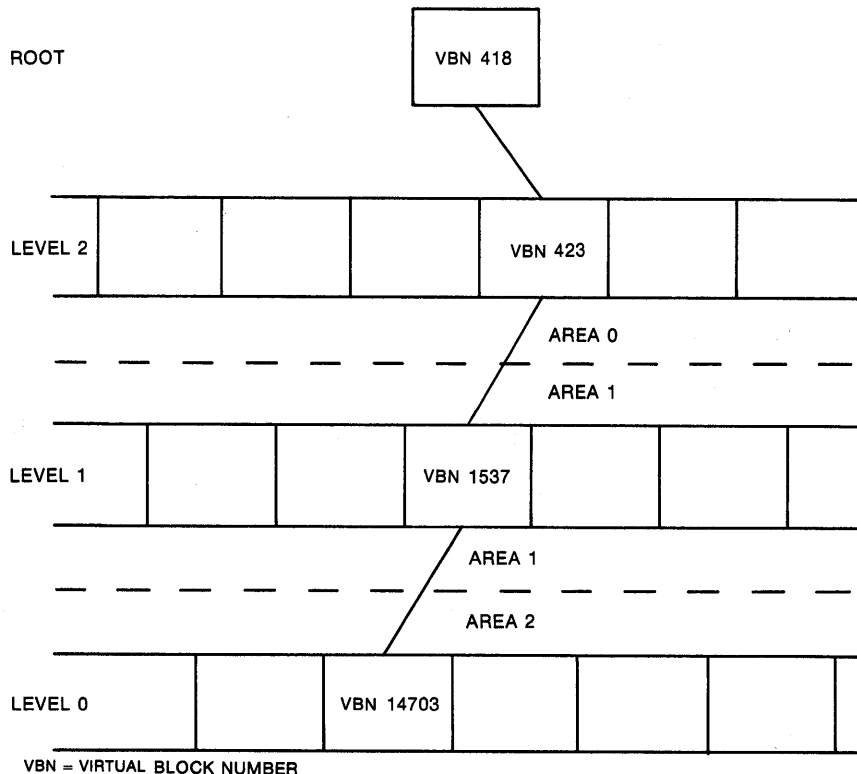 ROOT
VBN 418
LEVEL 2
VBN 423
AREA 0
AREA 1
LEVEL 1
VBN 1537
AREA 1
AREA 2
LEVEL 0
VBN 14703
VBN = VIRTUAL BLOCK NUMBER